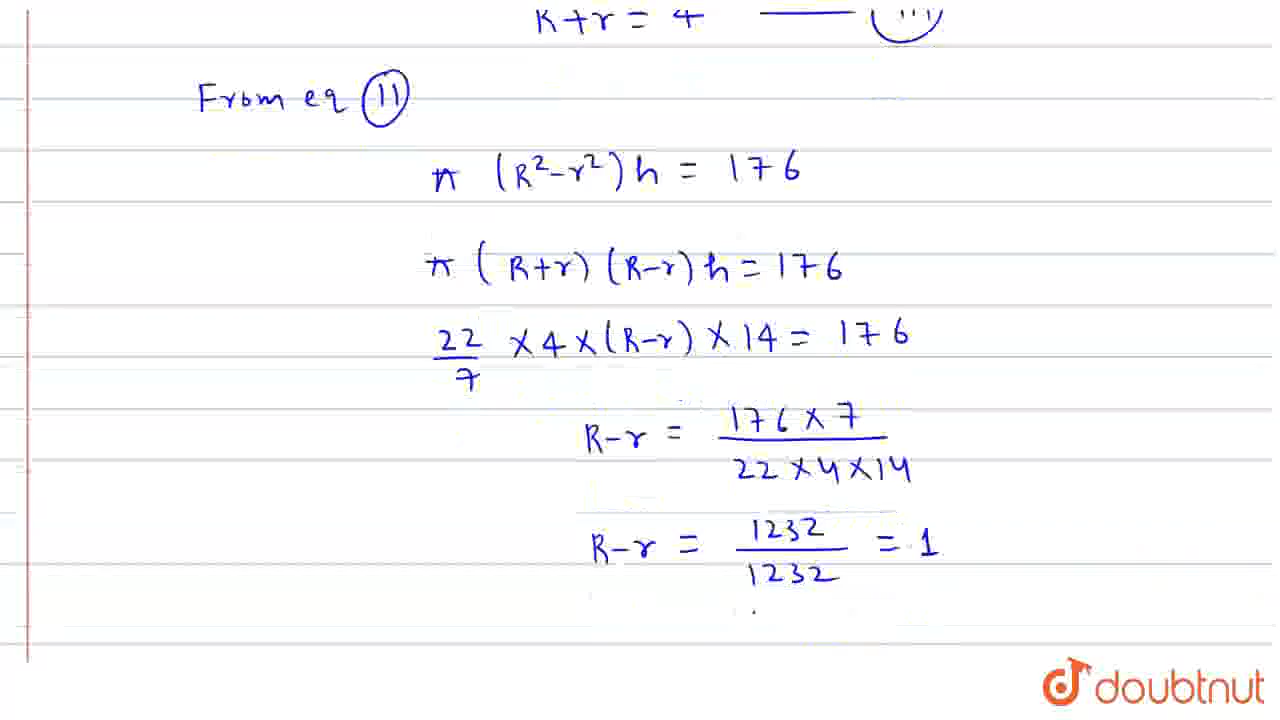 R+r = 4 —— (III)
From eq (11)
π (R²-r²) h = 176
π (R+r) (R-r) h = 176
22/7 × 4 × (R-r) × 14 = 176
R-r = 176 × 7 / 22 × 4 × 14
R-r = 1232 / 1232 = 1
doubtnut